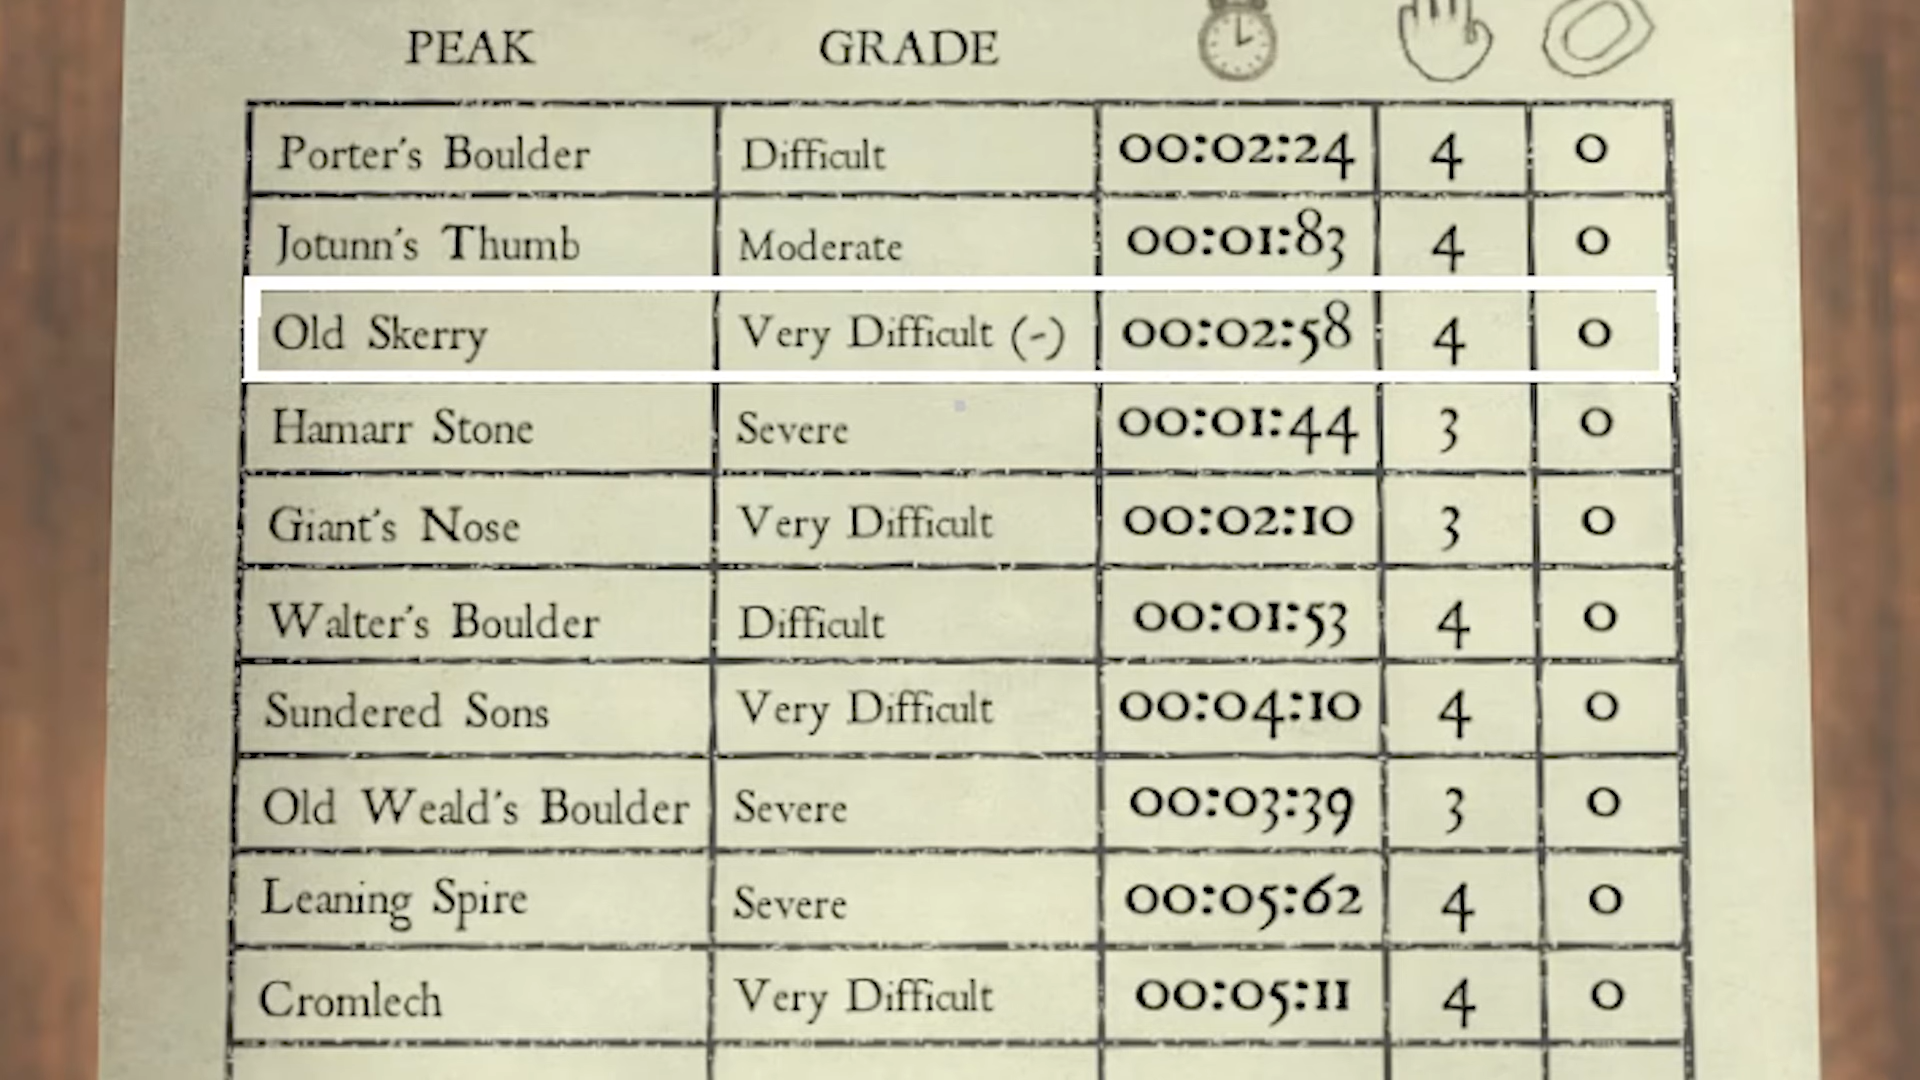 PEAK GRADE
Porter's Boulder Difficult 00:02:24 4 0
Jotunn's Thumb Moderate 00:01:83 4 0
Old Skerry Very Difficult (-) 00:02:58 4 0
Hamarr Stone Severe 00:01:44 3 0
Giant's Nose Very Difficult 00:02:10 3 0
Walter's Boulder Difficult 00:01:53 4 0
Sundered Sons Very Difficult 00:04:10 4 0
Old Weald's Boulder Severe 00:03:39 3 0
Leaning Spire Severe 00:05:62 4 0
Cromlech Very Difficult 00:05:11 4 0